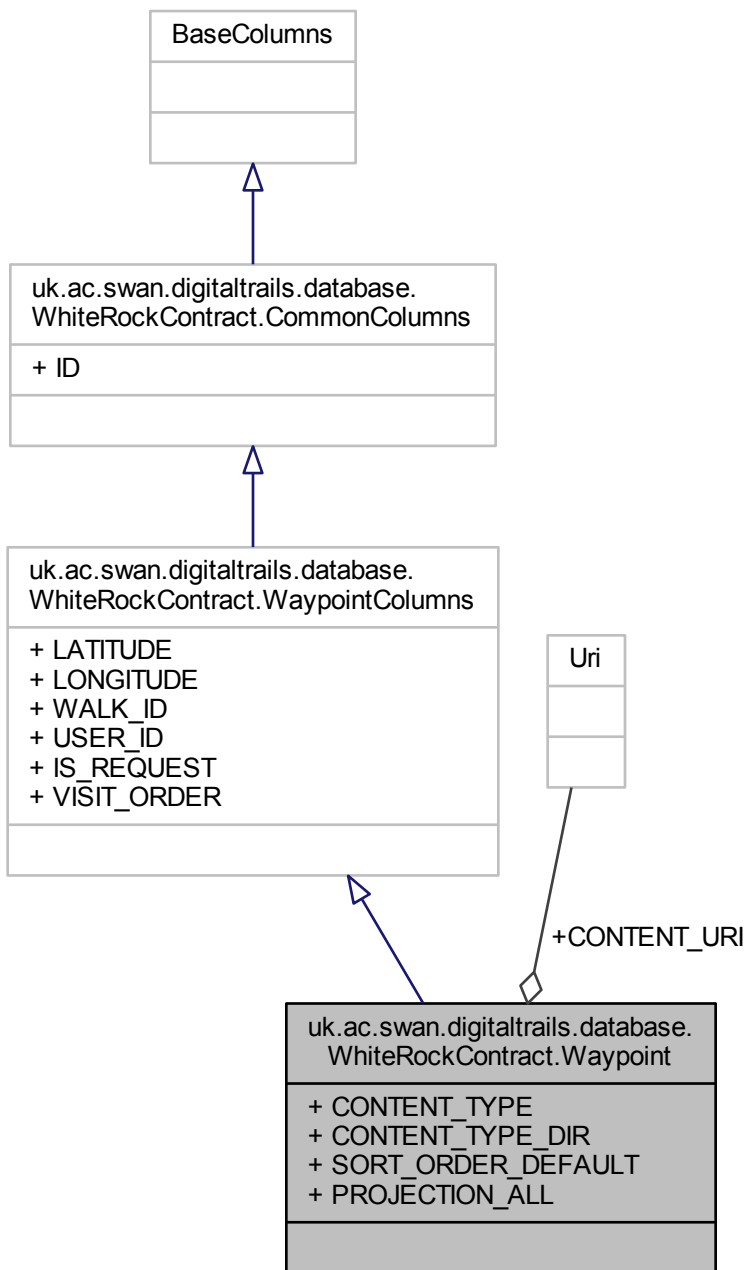 BaseColumns
uk.ac.swan.digitaltrails.database.
WhiteRockContract.CommonColumns
+ ID
uk.ac.swan.digitaltrails.database.
WhiteRockContract.WaypointColumns
+ LATITUDE
+ LONGITUDE
+ WALK_ID
+ USER_ID
+ IS_REQUEST
+ VISIT_ORDER
Uri
+CONTENT_URI
uk.ac.swan.digitaltrails.database.
WhiteRockContract.Waypoint
+ CONTENT_TYPE
+ CONTENT_TYPE_DIR
+ SORT_ORDER_DEFAULT
+ PROJECTION_ALL